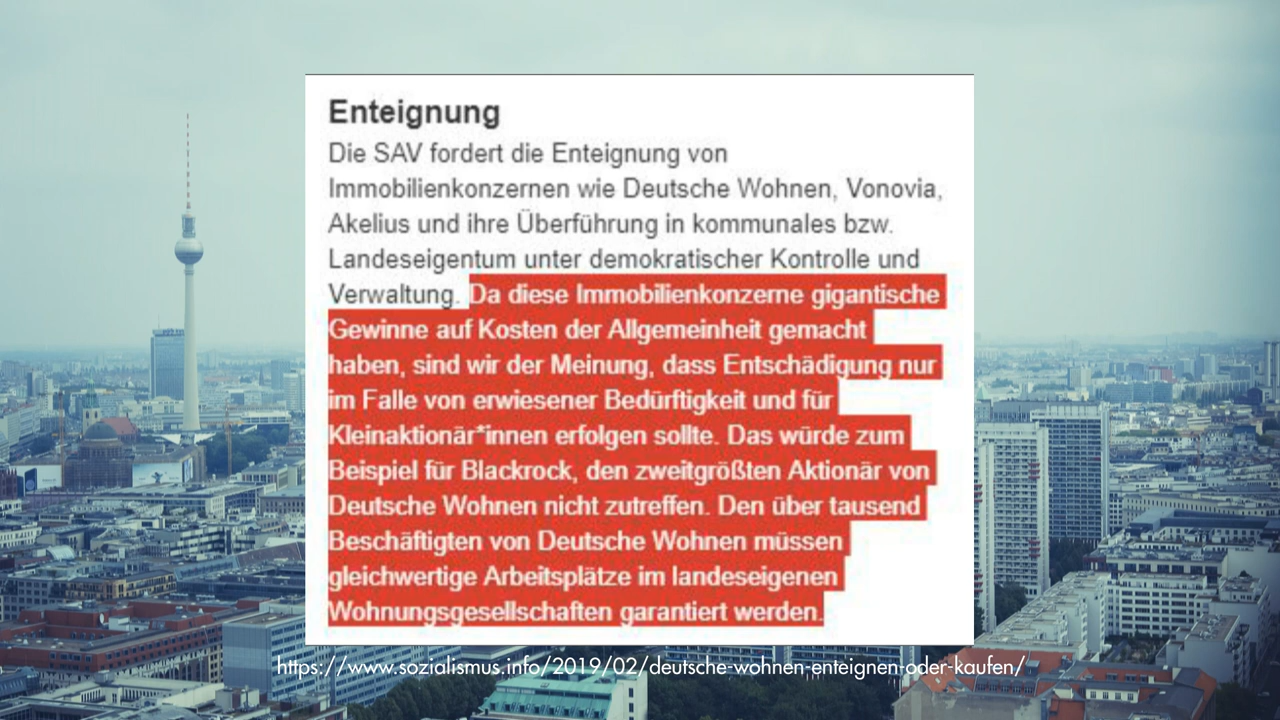 Enteignung
Die SAV fordert die Enteignung von
Immobilienkonzernen wie Deutsche Wohnen, Vonovia,
Akelius und ihre Überführung in kommunales bzw.
Landeseigentum unter demokratischer Kontrolle und
Verwaltung. Da diese Immobilienkonzerne gigantische
Gewinne auf Kosten der Allgemeinheit gemacht
haben, sind wir der Meinung, dass Entschädigung nur
im Falle von erwiesener Bedürftigkeit und für
Kleinaktionär*innen erfolgen sollte. Das würde zum
Beispiel für Blackrock, den zweitgrößten Aktionär von
Deutsche Wohnen nicht zutreffen. Den über tausend
Beschäftigten von Deutsche Wohnen müssen
gleichwertige Arbeitsplätze im landeseigenen
Wohnungsgesellschaften garantiert werden.
https://www.sozialismus.info/2019/02/deutsche-wohnen-enteignen-oder-kaufen/